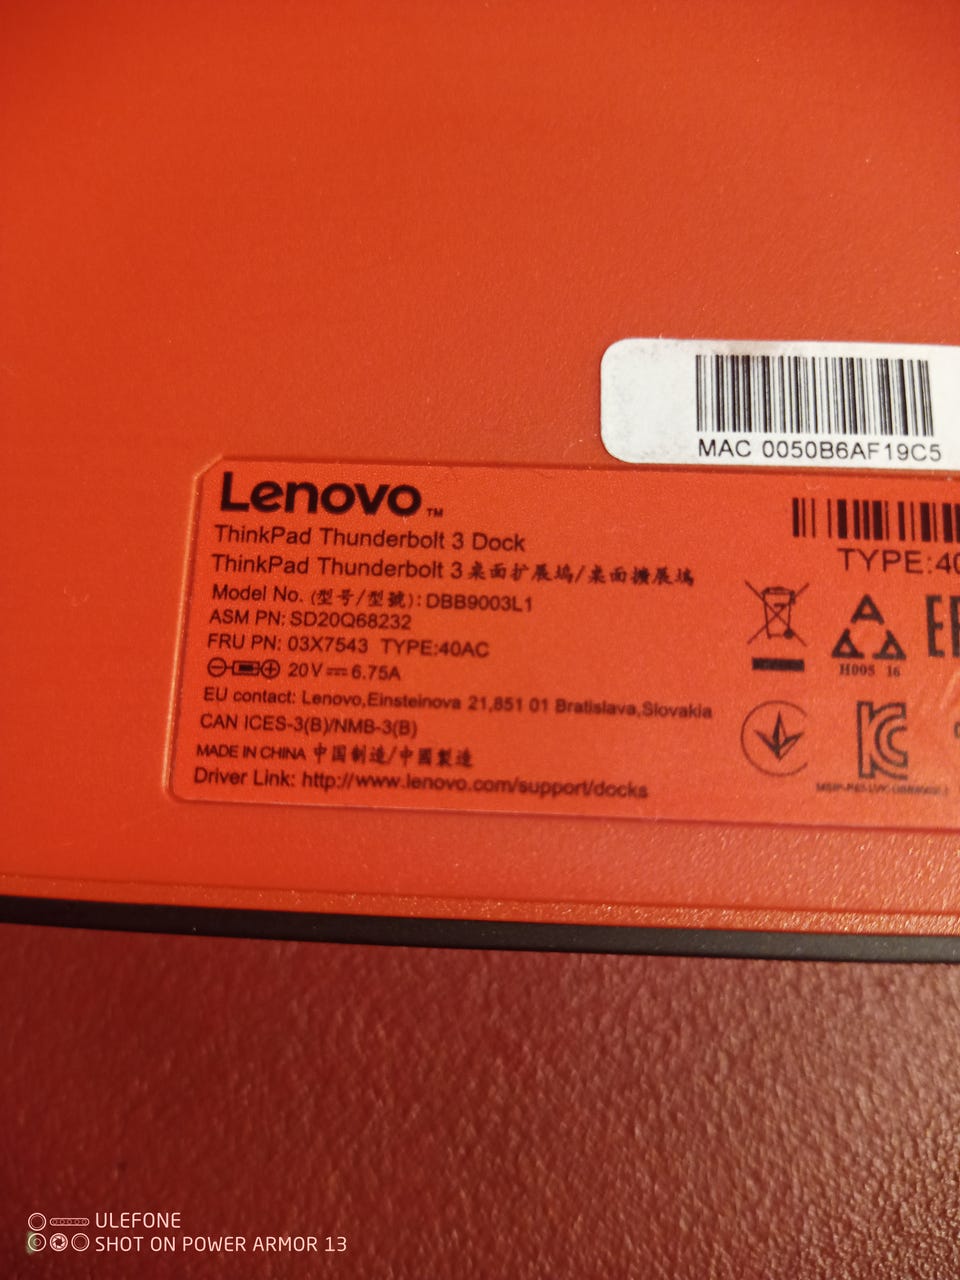 MAC 0050B6AF19C5
Lenovo™
ThinkPad Thunderbolt 3 Dock
ThinkPad Thunderbolt 3 桌面扩展坞/桌面擴展塢
Model No. (型号/型號): DBB9003L1
ASM PN: SD20Q68232
FRU PN: 03X7543 TYPE:40AC
20V⎓6.75A
EU contact: Lenovo,Einsteinova 21,851 01 Bratislava,Slovakia
CAN ICES-3(B)/NMB-3(B)
MADE IN CHINA 中国制造/中國製造
Driver Link: http://www.lenovo.com/support/docks
TYPE:40
H005 16
ULEFONE
SHOT ON POWER ARMOR 13